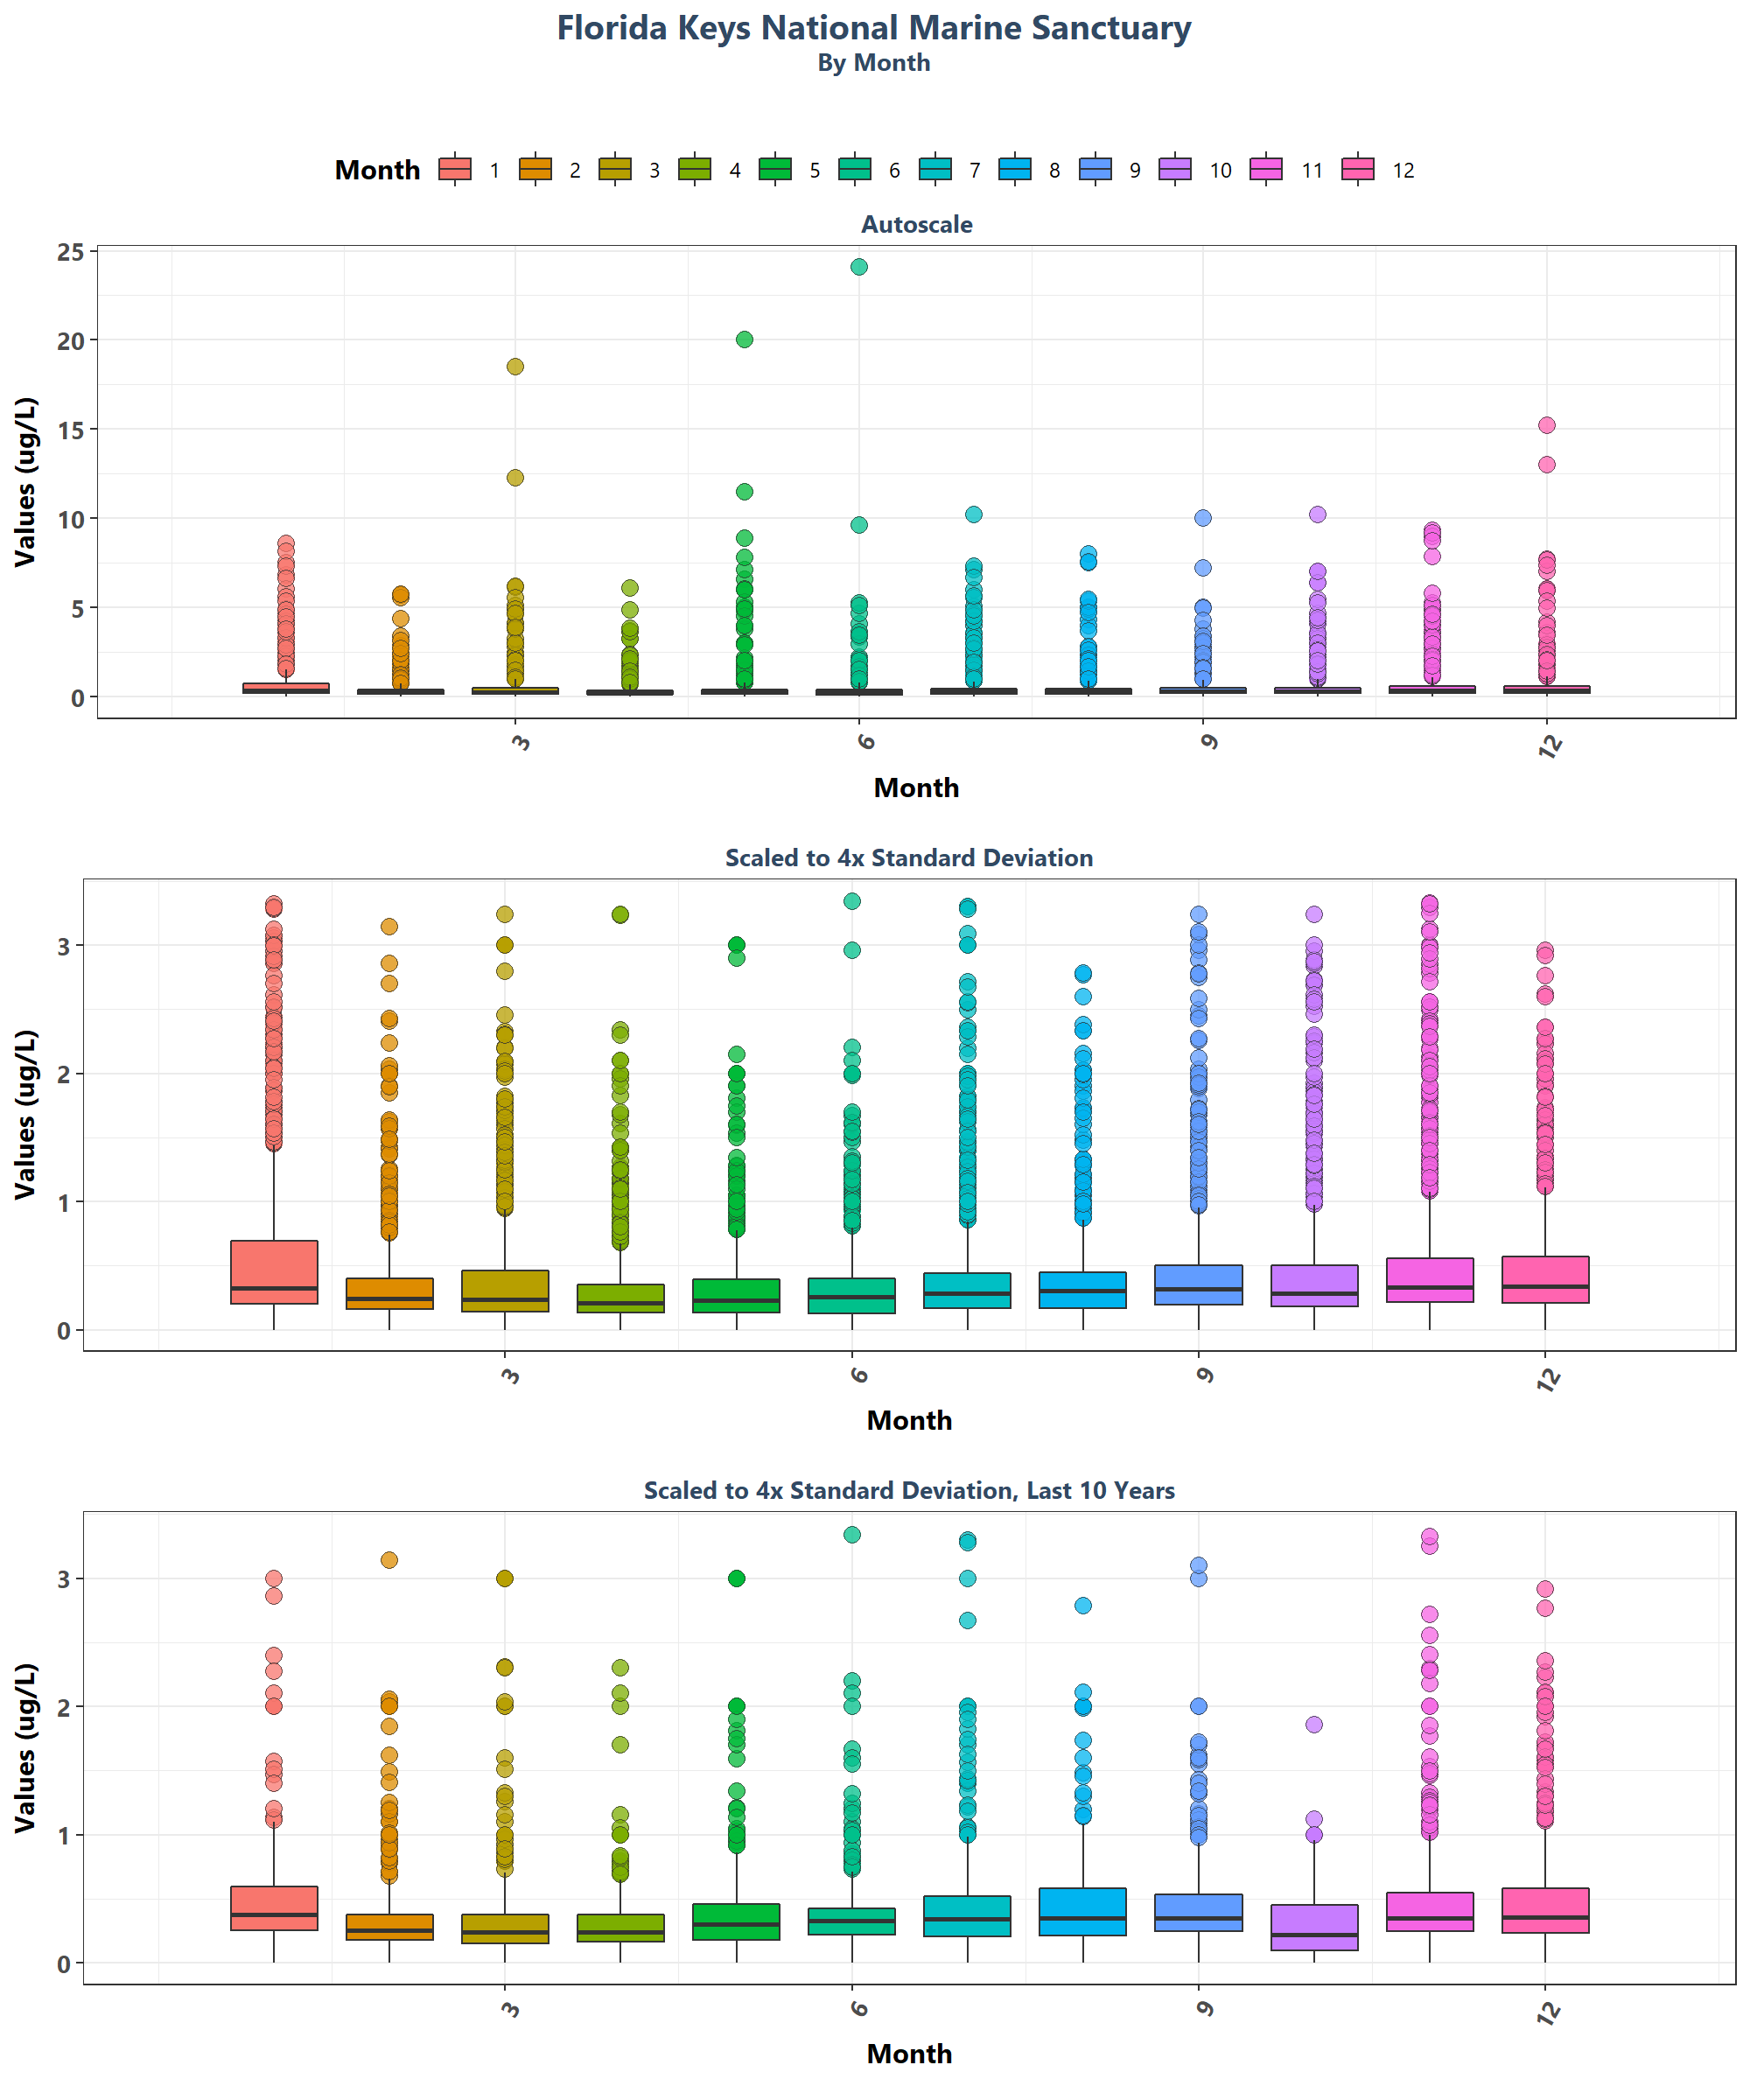 Florida Keys National Marine Sanctuary
By Month
Month 1 2 3 4 5 6 7 8 9 10 11 12
Autoscale
Values (ug/L)
25
20
15
10
5
0
3 6 9 12
Month
Scaled to 4x Standard Deviation
Values (ug/L)
3
2
1
0
3 6 9 12
Month
Scaled to 4x Standard Deviation, Last 10 Years
Values (ug/L)
3
2
1
0
3 6 9 12
Month